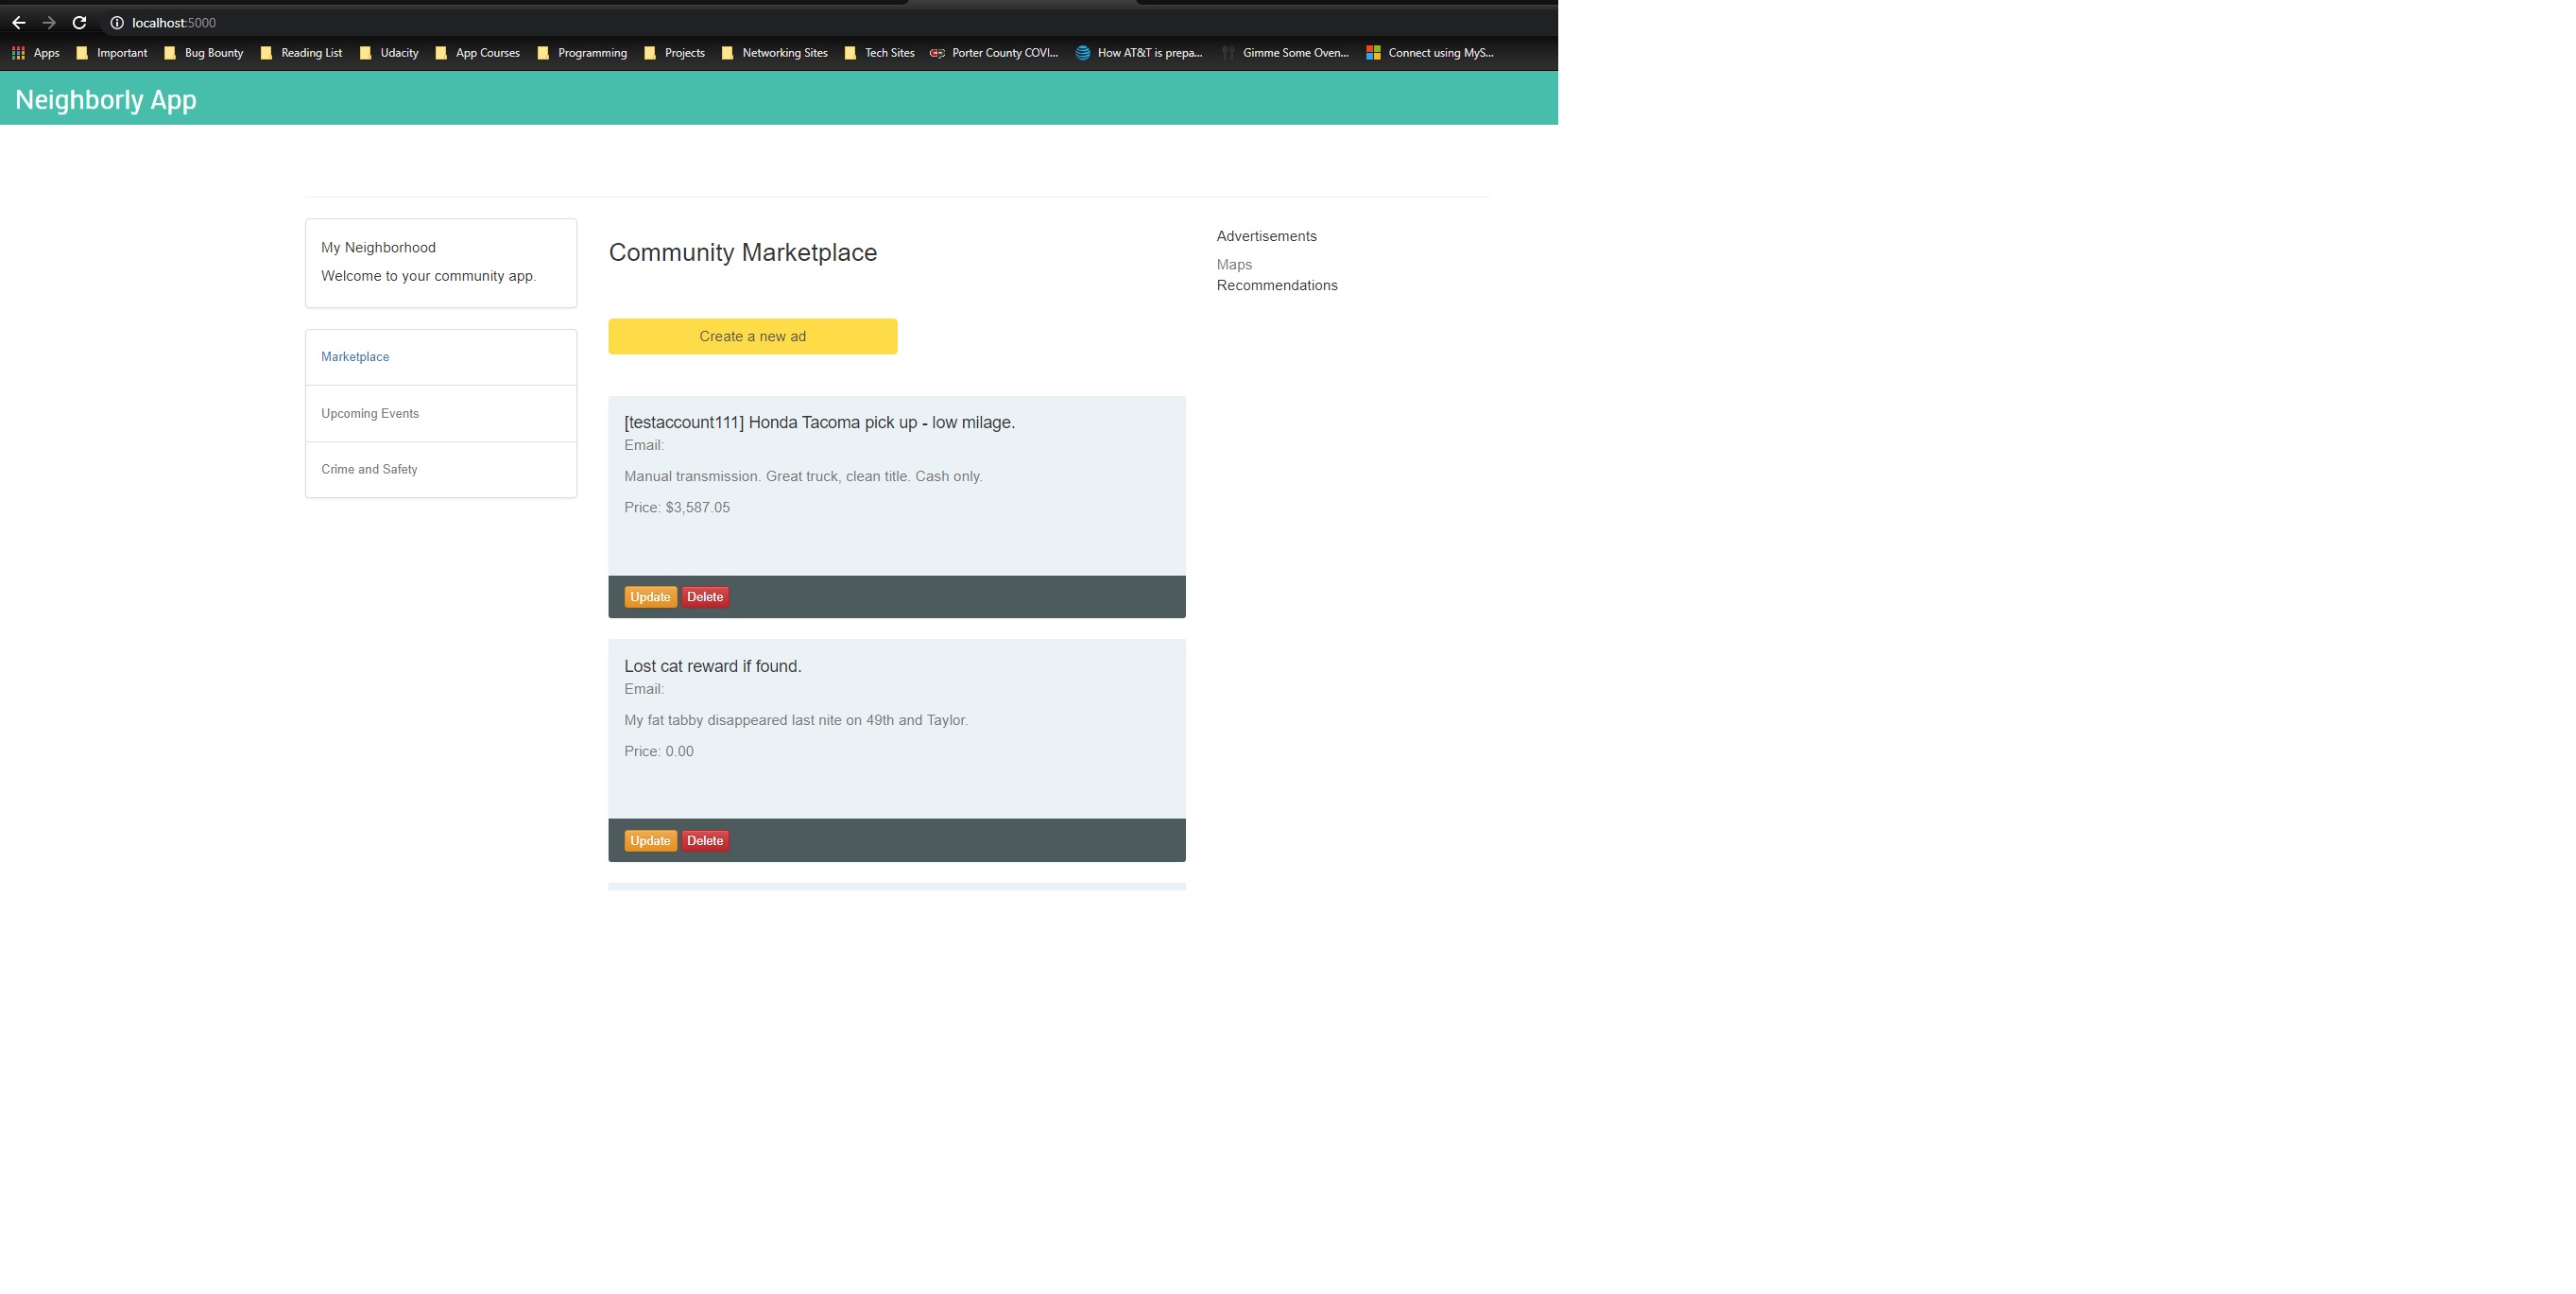 localhost:5000
Apps Important Bug Bounty Reading List Udacity App Courses Programming Projects Networking Sites Tech Sites Porter County COVI... How AT&T is prepa... Gimme Some Oven... Connect using MyS...
Neighborly App
My Neighborhood
Welcome to your community app.
Marketplace
Upcoming Events
Crime and Safety
Community Marketplace
Create a new ad
[testaccount111] Honda Tacoma pick up - low milage.
Email:
Manual transmission. Great truck, clean title. Cash only.
Price: $3,587.05
Update Delete
Lost cat reward if found.
Email:
My fat tabby disappeared last nite on 49th and Taylor.
Price: 0.00
Update Delete
Advertisements
Maps
Recommendations